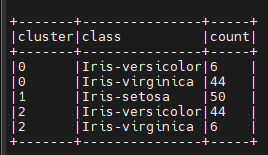 +-------+---------------+-----+
|cluster|class          |count|
+-------+---------------+-----+
|0      |Iris-versicolor|6    |
|0      |Iris-virginica |44   |
|1      |Iris-setosa    |50   |
|2      |Iris-versicolor|44   |
|2      |Iris-virginica |6    |
+-------+---------------+-----+